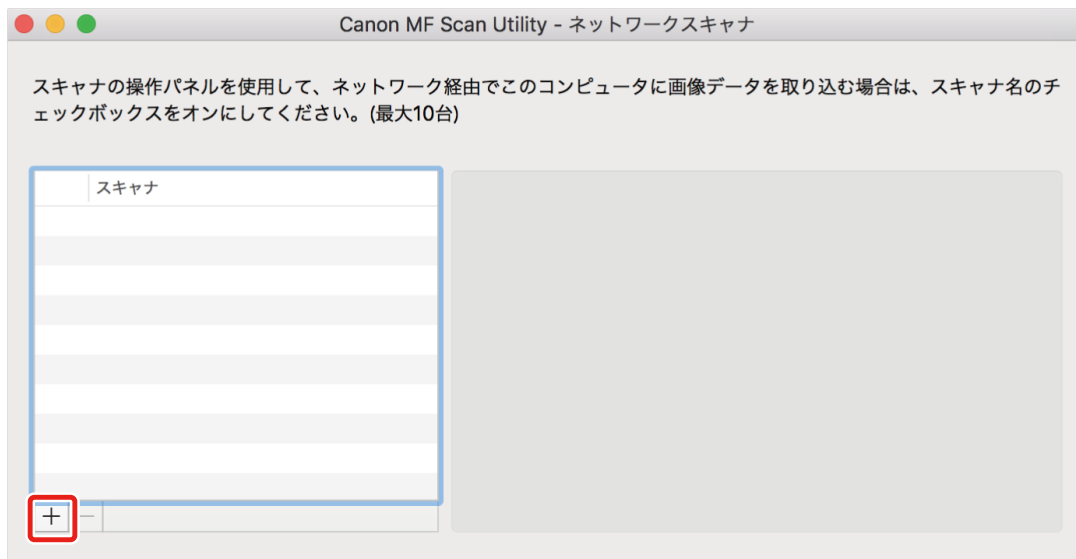 Canon MF Scan Utility - ネットワークスキャナ
スキャナの操作パネルを使用して、ネットワーク経由でこのコンピュータに画像データを取り込む場合は、スキャナ名のチ
ェックボックスをオンにしてください。(最大10台)
スキャナ